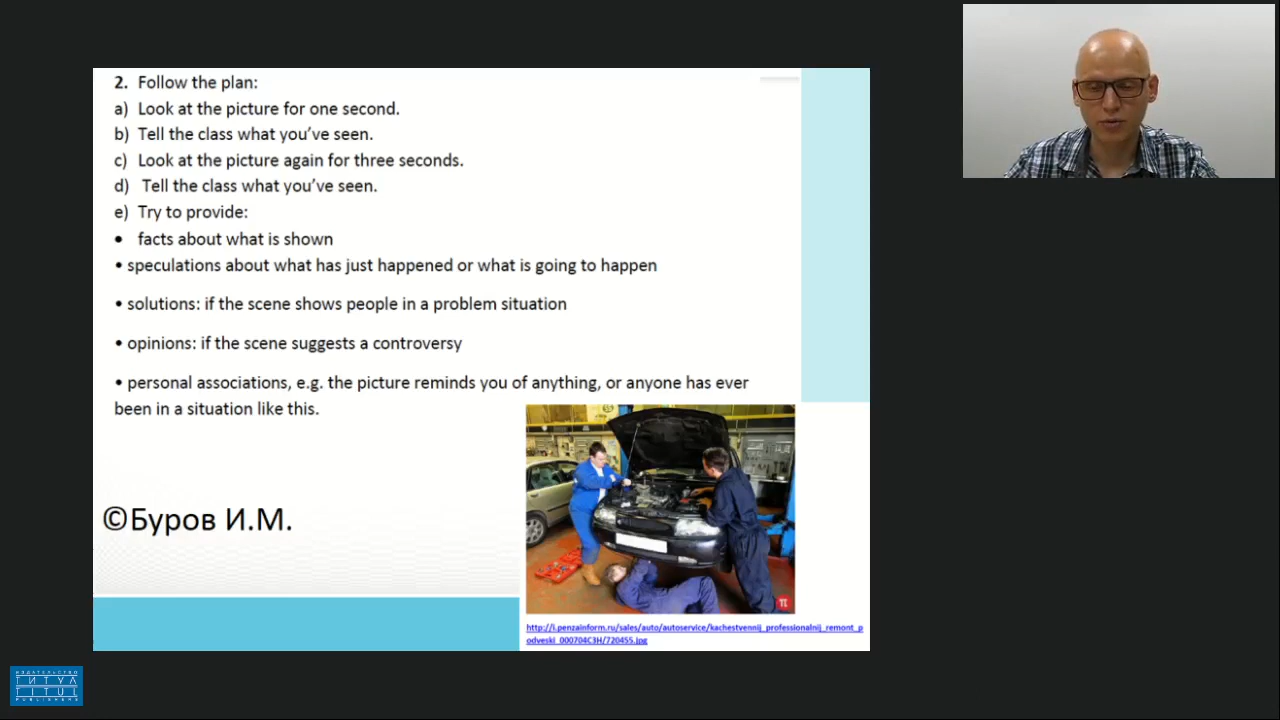 2. Follow the plan:
a) Look at the picture for one second.
b) Tell the class what you’ve seen.
c) Look at the picture again for three seconds.
d) Tell the class what you’ve seen.
e) Try to provide:
• facts about what is shown
• speculations about what has just happened or what is going to happen
• solutions: if the scene shows people in a problem situation
• opinions: if the scene suggests a controversy
• personal associations, e.g. the picture reminds you of anything, or anyone has ever
been in a situation like this.
©Буров И.М.
http://i.penzainform.ru/sales/auto/autoservice/kachestvennij_professionalnij_remont_p
odveski_000704C3H/720455.jpg
ИЗДАТЕЛЬСТВО
ТИТУЛ
TITUL
PUBLISHERS